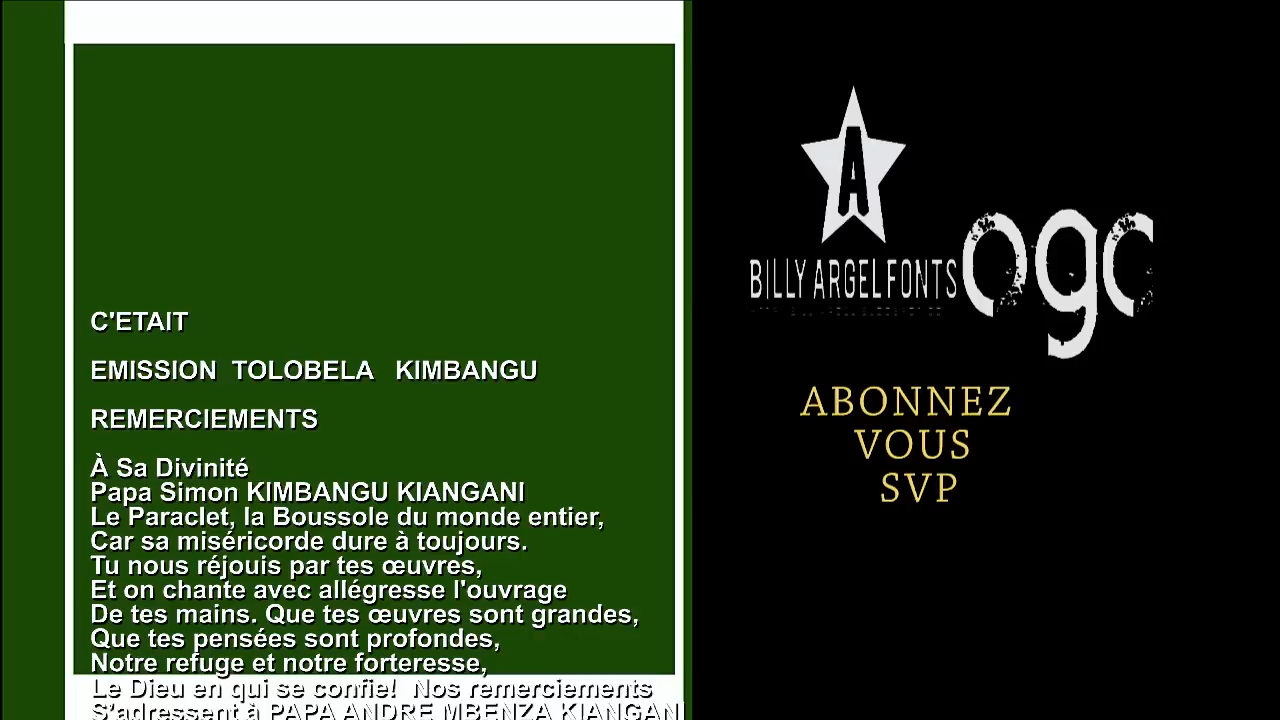 C'ETAIT
EMISSION TOLOBELA KIMBANGU
REMERCIEMENTS
À Sa Divinité
Papa Simon KIMBANGU KIANGANI
Le Paraclet, la Boussole du monde entier,
Car sa miséricorde dure à toujours.
Tu nous réjouis par tes œuvres,
Et on chante avec allégresse l'ouvrage
De tes mains. Que tes œuvres sont grandes,
Que tes pensées sont profondes,
Notre refuge et notre forteresse,
Le Dieu en qui se confie! Nos remerciements
S'adressent à PAPA ANDRE MBENZA KIANGANI
A
BILLY ARGEL FONTS
ogo
ABONNEZ
VOUS
SVP